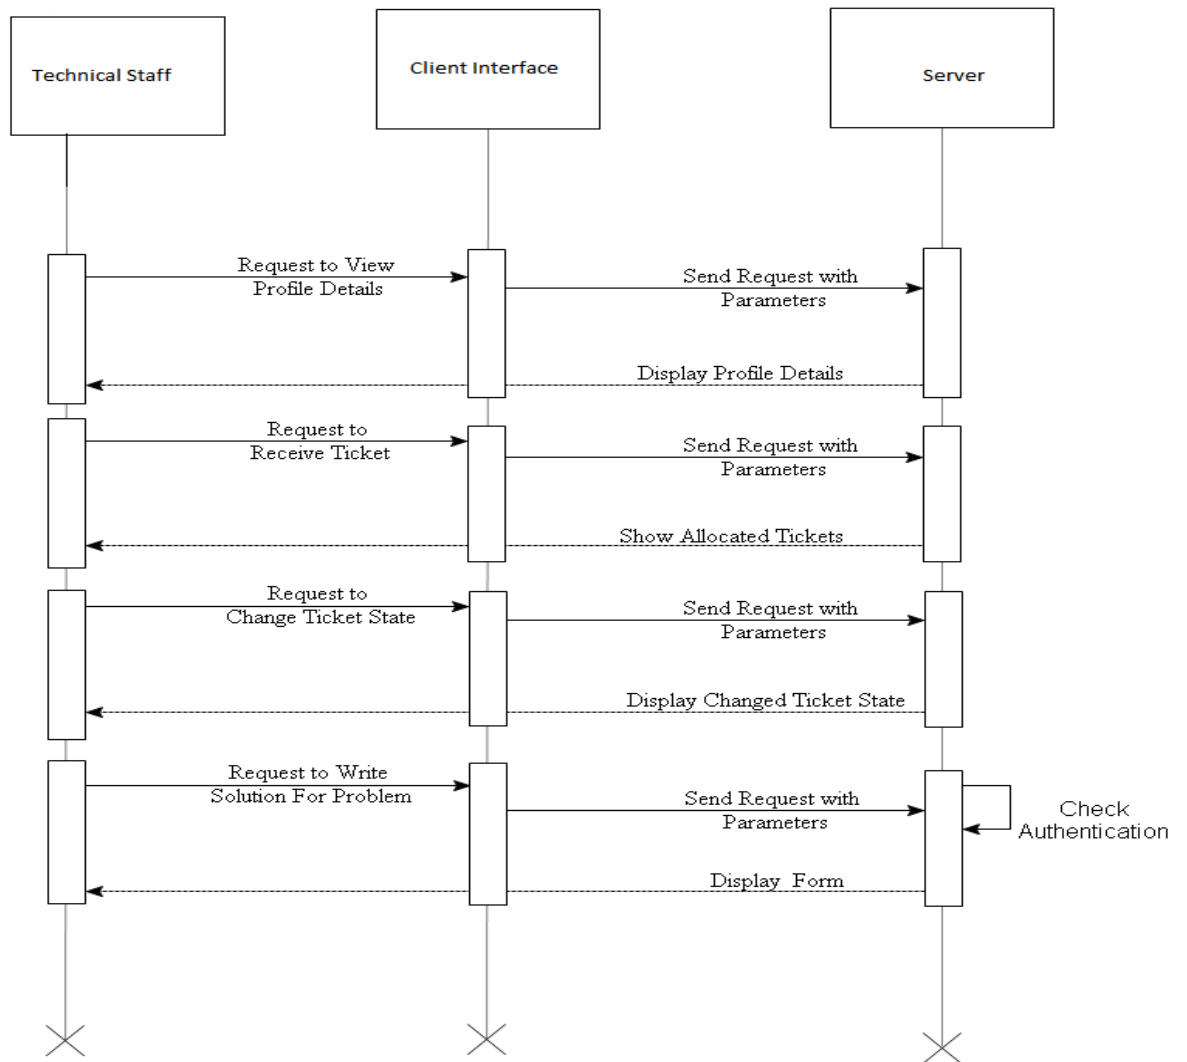 Technical Staff
Client Interface
Server
Request to View
Profile Details
Send Request with
Parameters
Display Profile Details
Request to
Receive Ticket
Send Request with
Parameters
Show Allocated Tickets
Request to
Change Ticket State
Send Request with
Parameters
Display Changed Ticket State
Request to Write
Solution For Problem
Send Request with
Parameters
Check
Authentication
Display Form